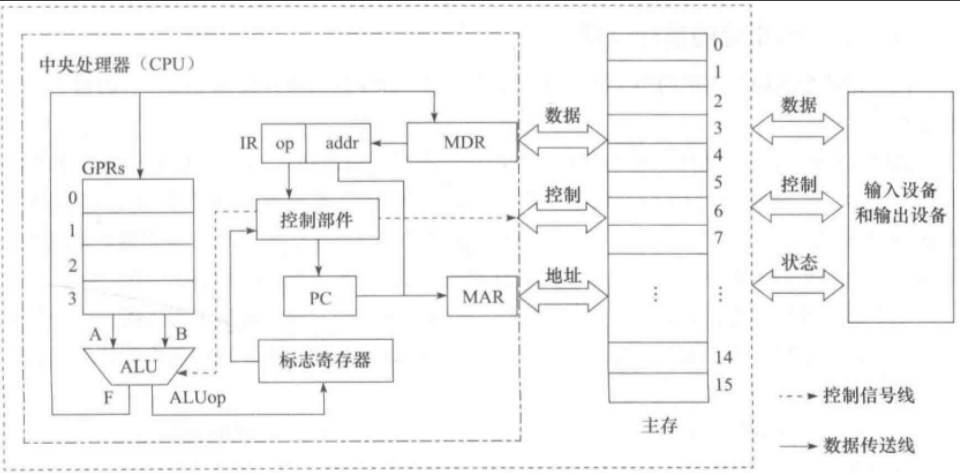 中央处理器（CPU）
IR op addr MDR
GPRs
0
1
2
3
控制部件
PC
MAR
A B
ALU
F ALUop
标志寄存器
数据
控制
地址
0
1
2
3
4
5
6
7
⋮ ⋮
14
15
主存
数据
控制
状态
输入设备
和输出设备
控制信号线
数据传送线